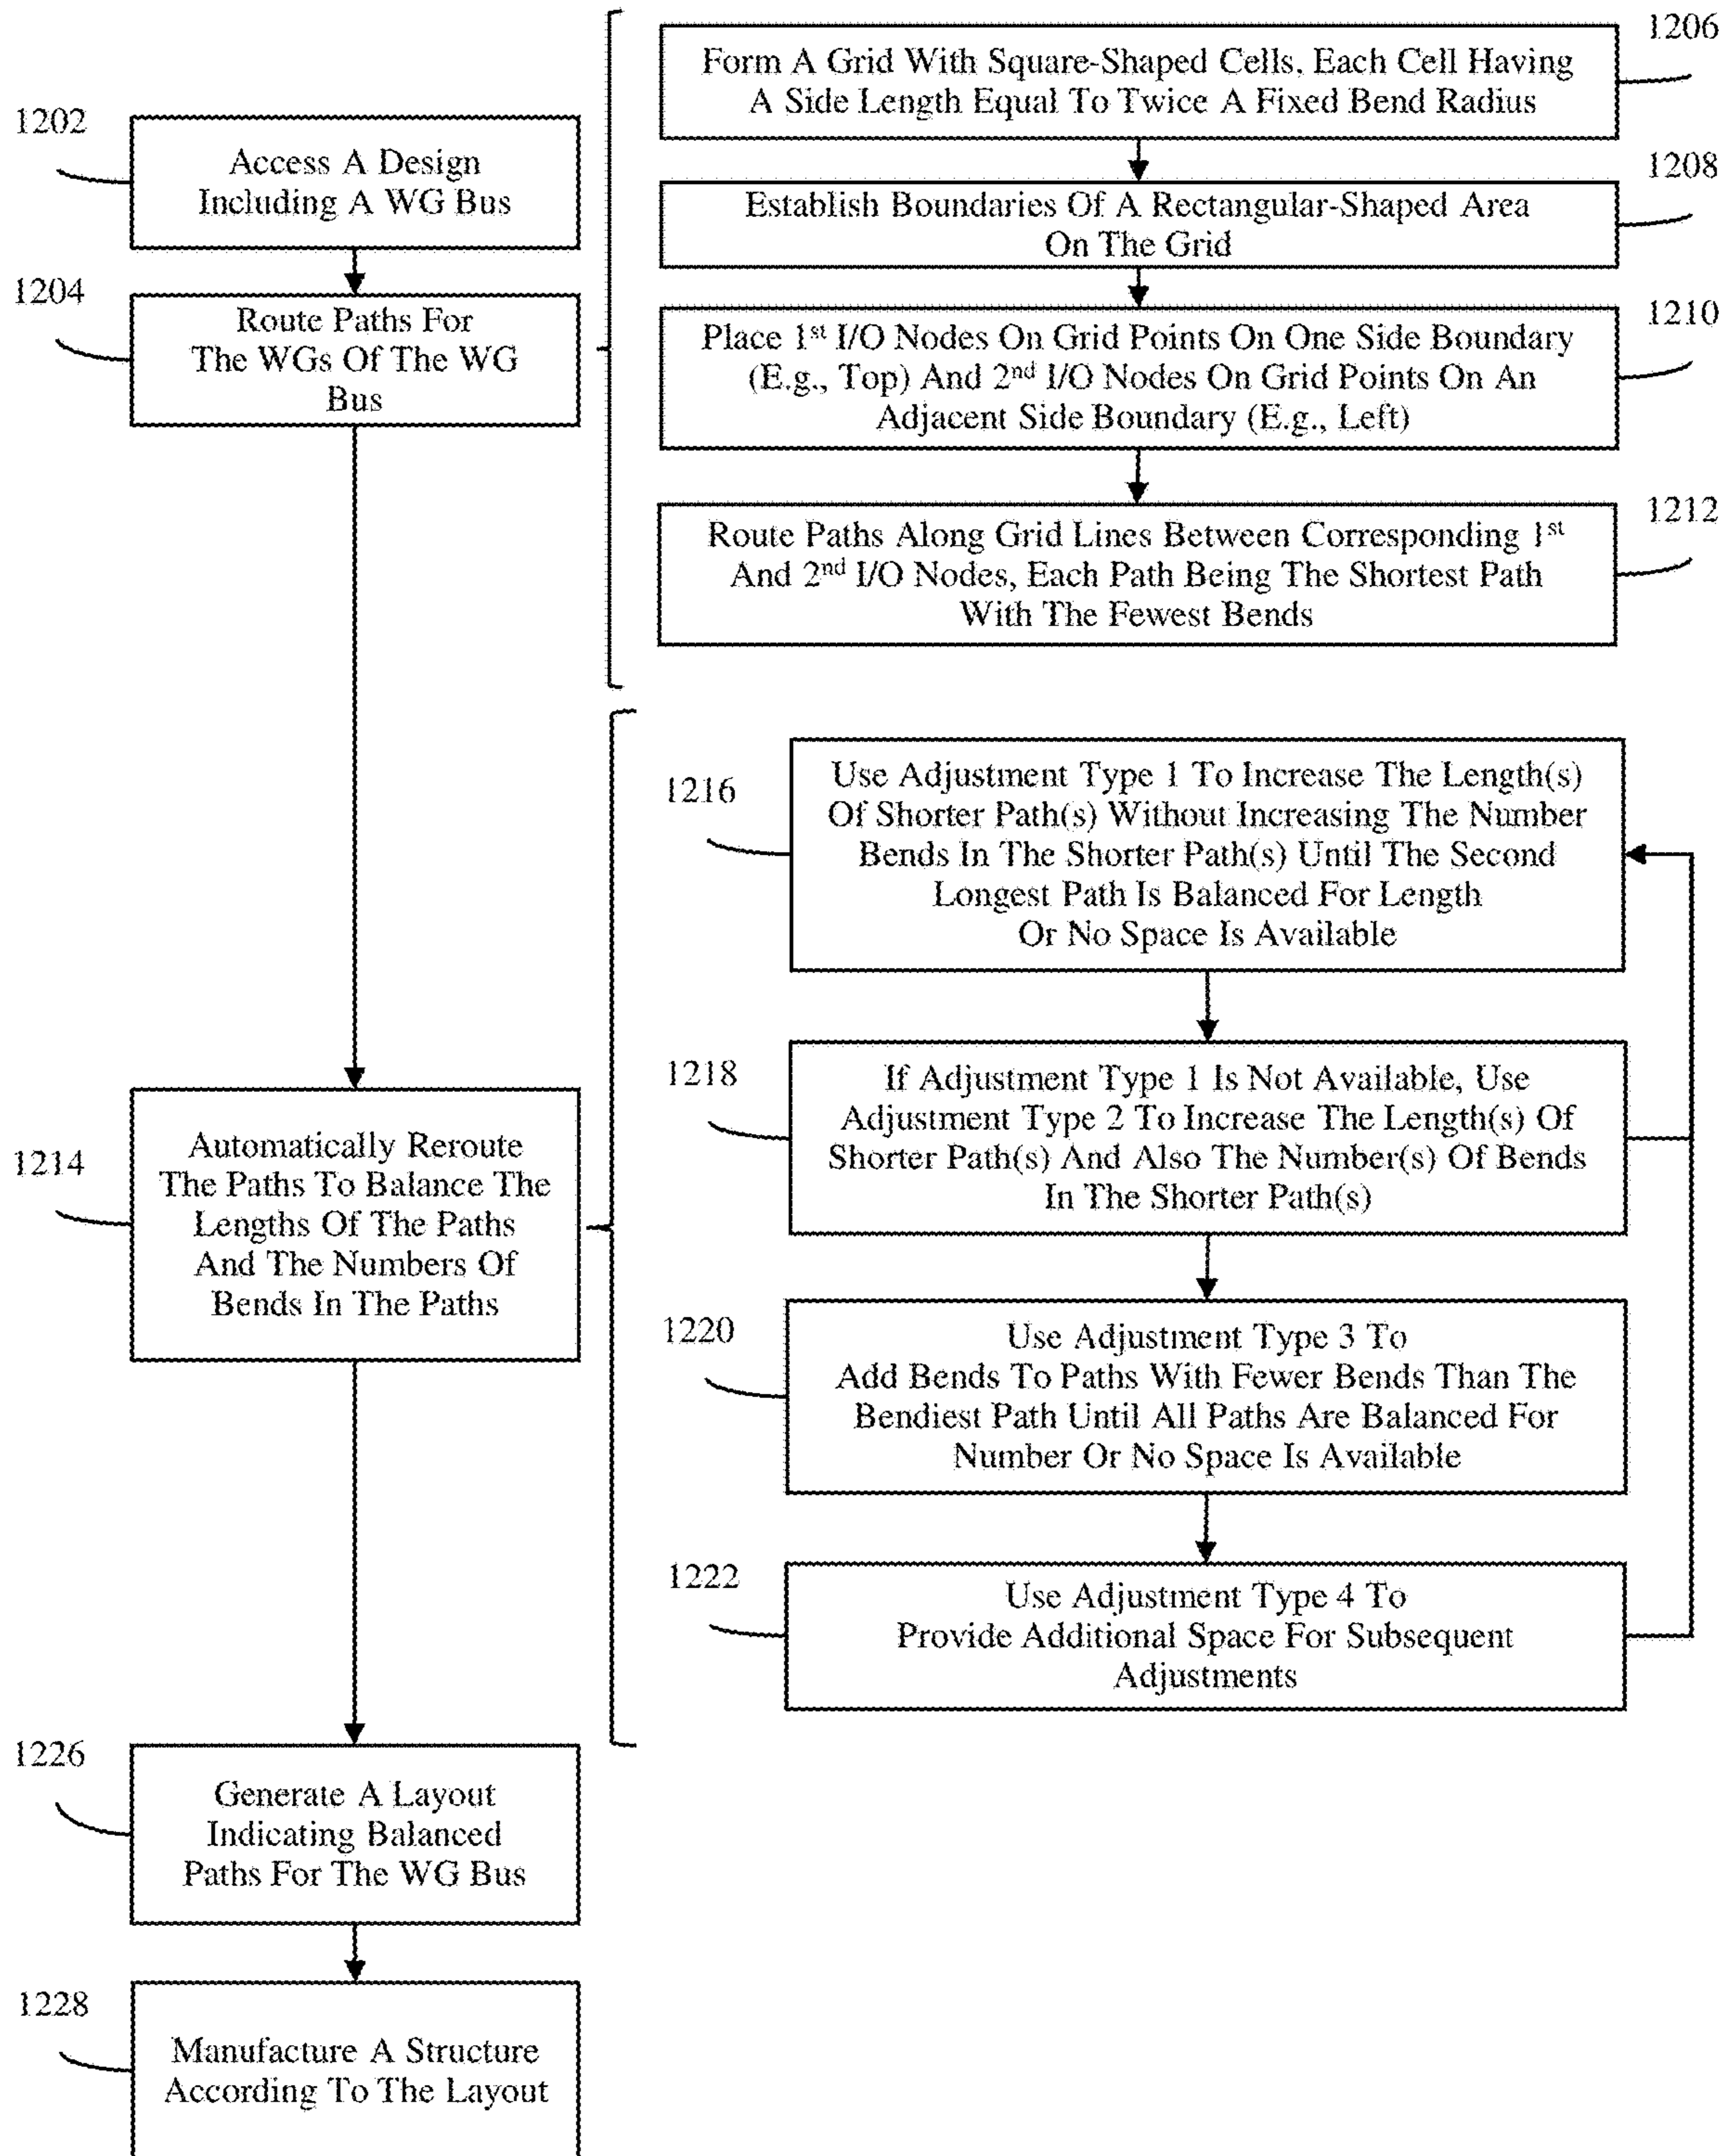 1202
Access A Design
Including A WG Bus
1204
Route Paths For
The WGs Of The WG
Bus
1206
Form A Grid With Square-Shaped Cells, Each Cell Having
A Side Length Equal To Twice A Fixed Bend Radius
1208
Establish Boundaries Of A Rectangular-Shaped Area
On The Grid
1210
Place 1st I/O Nodes On Grid Points On One Side Boundary
(E.g., Top) And 2nd I/O Nodes On Grid Points On An
Adjacent Side Boundary (E.g., Left)
1212
Route Paths Along Grid Lines Between Corresponding 1st
And 2nd I/O Nodes, Each Path Being The Shortest Path
With The Fewest Bends
1214
Automatically Reroute
The Paths To Balance The
Lengths Of The Paths
And The Numbers Of
Bends In The Paths
1216
Use Adjustment Type 1 To Increase The Length(s)
Of Shorter Path(s) Without Increasing The Number
Bends In The Shorter Path(s) Until The Second
Longest Path Is Balanced For Length
Or No Space Is Available
1218
If Adjustment Type 1 Is Not Available, Use
Adjustment Type 2 To Increase The Length(s) Of
Shorter Path(s) And Also The Number(s) Of Bends
In The Shorter Path(s)
1220
Use Adjustment Type 3 To
Add Bends To Paths With Fewer Bends Than The
Bendiest Path Until All Paths Are Balanced For
Number Or No Space Is Available
1222
Use Adjustment Type 4 To
Provide Additional Space For Subsequent
Adjustments
1226
Generate A Layout
Indicating Balanced
Paths For The WG Bus
1228
Manufacture A Structure
According To The Layout